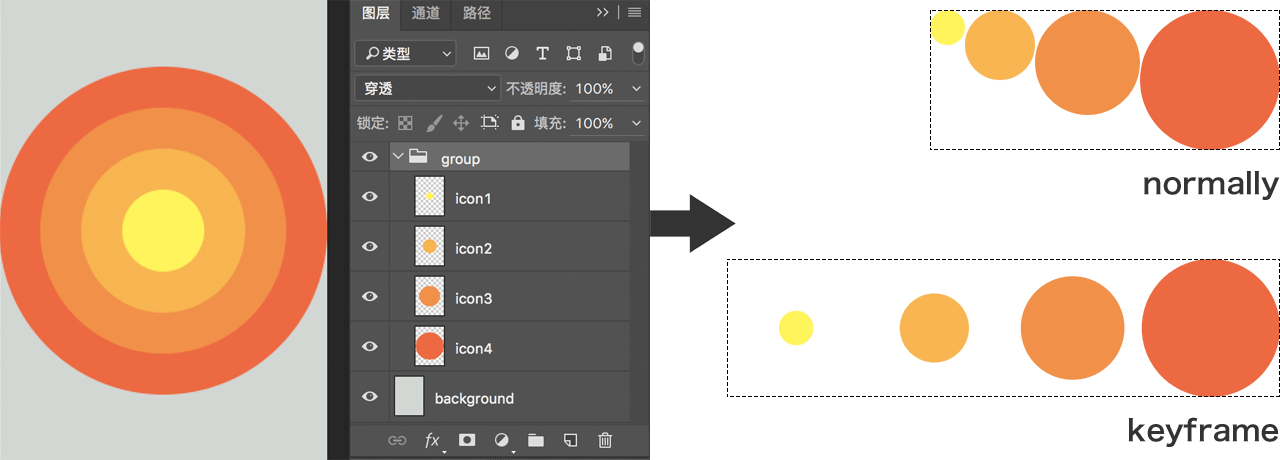 图层 通道 路径
类型
穿透 不透明度: 100%
锁定: 填充: 100%
group
icon1
icon2
icon3
icon4
background
fx
normally
keyframe